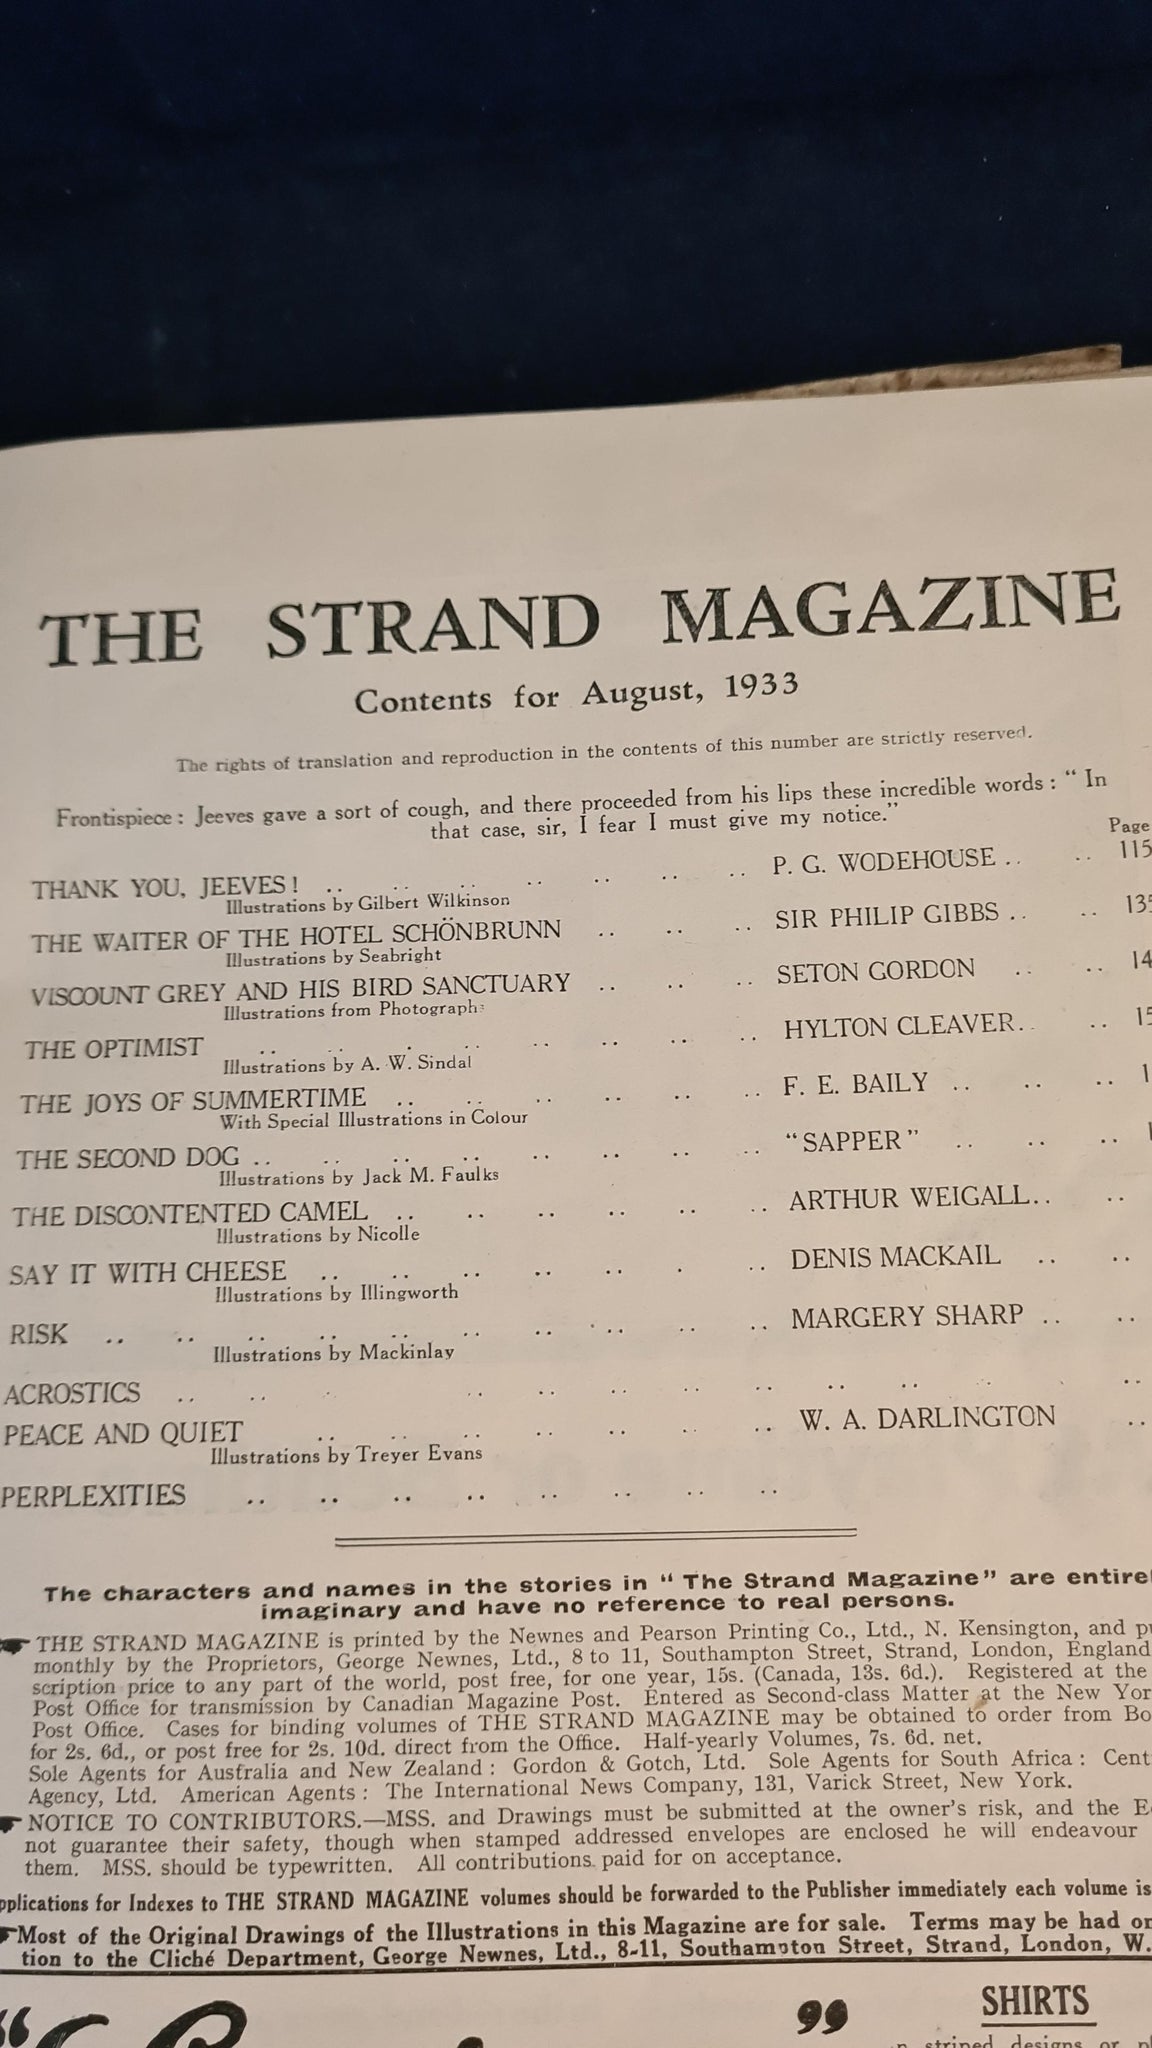 THE STRAND MAGAZINE
Contents for August, 1933
The rights of translation and reproduction in the contents of this number are strictly reserved.
Frontispiece: Jeeves gave a sort of cough, and there proceeded from his lips these incredible words: "In
that case, sir, I fear I must give my notice."
Page
THANK YOU, JEEVES! .. .. .. .. .. .. .. P. G. WODEHOUSE .. .. 115
Illustrations by Gilbert Wilkinson
THE WAITER OF THE HOTEL SCHÖNBRUNN .. .. .. SIR PHILIP GIBBS .. .. 135
Illustrations by Seabright
VISCOUNT GREY AND HIS BIRD SANCTUARY .. .. .. SETON GORDON .. .. 14
Illustrations from Photographs
THE OPTIMIST .. .. .. .. .. .. .. .. HYLTON CLEAVER .. .. 15
Illustrations by A. W. Sindal
THE JOYS OF SUMMERTIME .. .. .. .. .. .. F. E. BAILY .. .. .. 1
With Special Illustrations in Colour
THE SECOND DOG .. .. .. .. .. .. .. .. "SAPPER" .. .. ..
Illustrations by Jack M. Faulks
THE DISCONTENTED CAMEL .. .. .. .. .. .. ARTHUR WEIGALL .. ..
Illustrations by Nicolle
SAY IT WITH CHEESE .. .. .. .. .. . .. DENIS MACKAIL .. ..
Illustrations by Illingworth
RISK .. .. .. .. .. .. .. .. .. .. MARGERY SHARP .. ..
Illustrations by Mackinlay
ACROSTICS .. .. .. .. .. .. .. .. .. .. ..
PEACE AND QUIET .. .. .. .. .. .. .. W. A. DARLINGTON ..
Illustrations by Treyer Evans
PERPLEXITIES .. .. .. .. .. .. .. ..
The characters and names in the stories in "The Strand Magazine" are entire
imaginary and have no reference to real persons.
THE STRAND MAGAZINE is printed by the Newnes and Pearson Printing Co., Ltd., N. Kensington, and
monthly by the Proprietors, George Newnes, Ltd., 8 to 11, Southampton Street, Strand, London, England
scription price to any part of the world, post free, for one year, 15s. (Canada, 13s. 6d.). Registered at the
Post Office for transmission by Canadian Magazine Post. Entered as Second-class Matter at the New Yor
Post Office. Cases for binding volumes of THE STRAND MAGAZINE may be obtained to order from Bo
for 2s. 6d., or post free for 2s. 10d. direct from the Office. Half-yearly Volumes, 7s. 6d. net.
Sole Agents for Australia and New Zealand: Gordon & Gotch, Ltd. Sole Agents for South Africa: Cent
Agency, Ltd. American Agents: The International News Company, 131, Varick Street, New York.
NOTICE TO CONTRIBUTORS.—MSS. and Drawings must be submitted at the owner's risk, and the E
not guarantee their safety, though when stamped addressed envelopes are enclosed he will endeavour
them. MSS. should be typewritten. All contributions paid for on acceptance.
pplications for Indexes to THE STRAND MAGAZINE volumes should be forwarded to the Publisher immediately each volume is
Most of the Original Drawings of the Illustrations in this Magazine are for sale. Terms may be had on
tion to the Cliché Department, George Newnes, Ltd., 8-11, Southampton Street, Strand, London, W.
SHIRTS
striped designs or